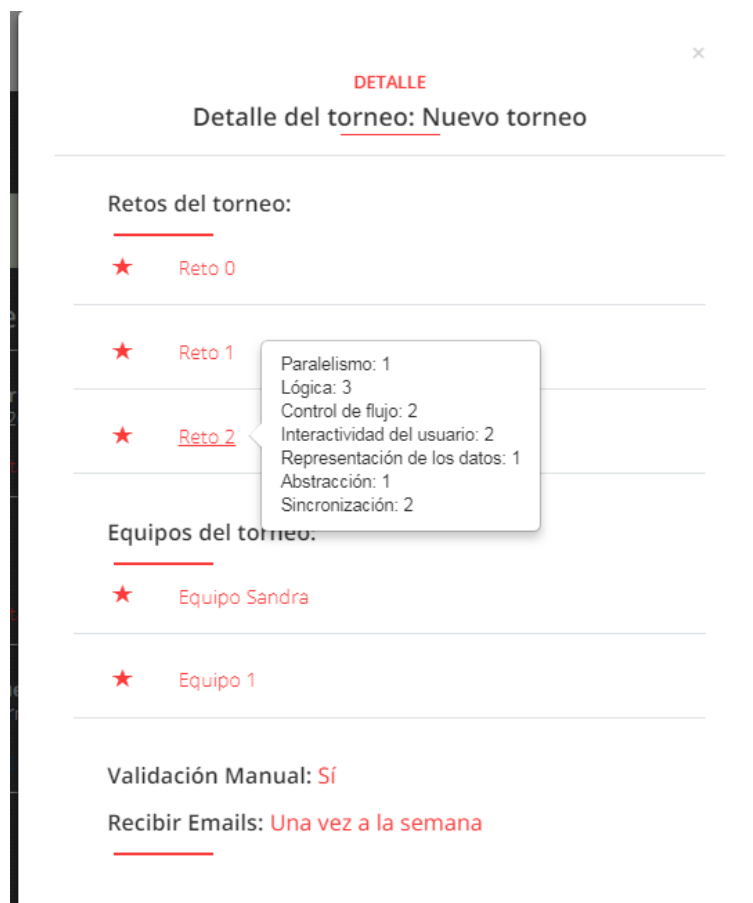 ×
DETALLE
Detalle del torneo: Nuevo torneo
Retos del torneo:
★ Reto 0
★ Reto 1
★ Reto 2
Paralelismo: 1
Lógica: 3
Control de flujo: 2
Interactividad del usuario: 2
Representación de los datos: 1
Abstracción: 1
Sincronización: 2
Equipos del torneo:
★ Equipo Sandra
★ Equipo 1
Validación Manual: Sí
Recibir Emails: Una vez a la semana